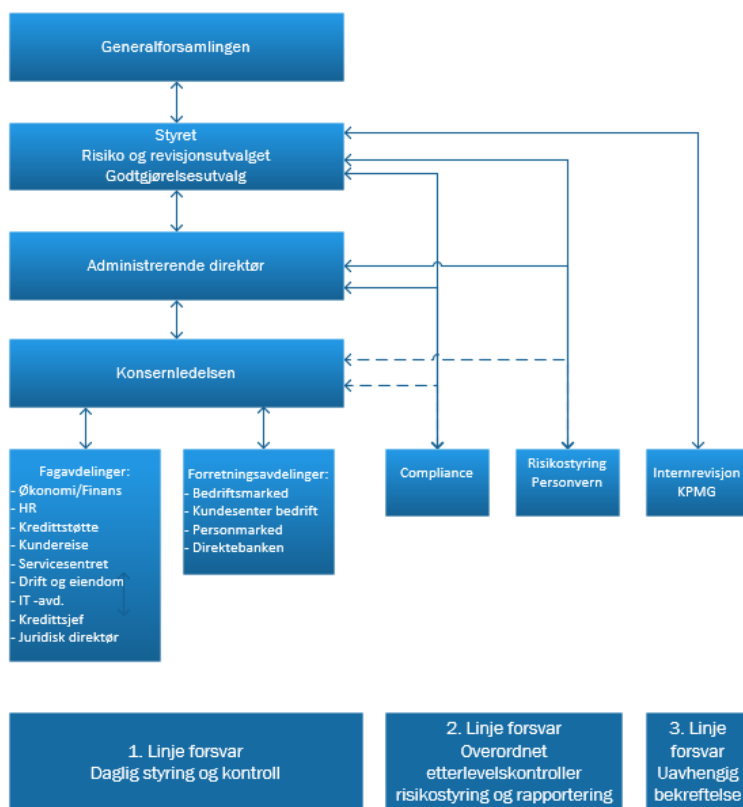 Generalforsamlingen
Styret
Risiko og revisjonsutvalget
Godtgjørelsesutvalg
Administrerende direktør
Konsernledelsen
Fagavdelinger:
- Økonomi/Finans
- HR
- Kredittstøtte
- Kundereise
- Servicesentret
- Drift og eiendom
- IT -avd.
- Kredittsjef
- Juridisk direktør
Forretningsavdelinger:
- Bedriftsmarked
- Kundesenter bedrift
- Personmarked
- Direktebanken
Compliance
Risikostyring
Personvern
Internrevisjon
KPMG
1. Linje forsvar
Daglig styring og kontroll
2. Linje forsvar
Overordnet
etterlevelskontroller
risikostyring og rapportering
3. Linje
forsvar
Uavhengig
bekreftelse